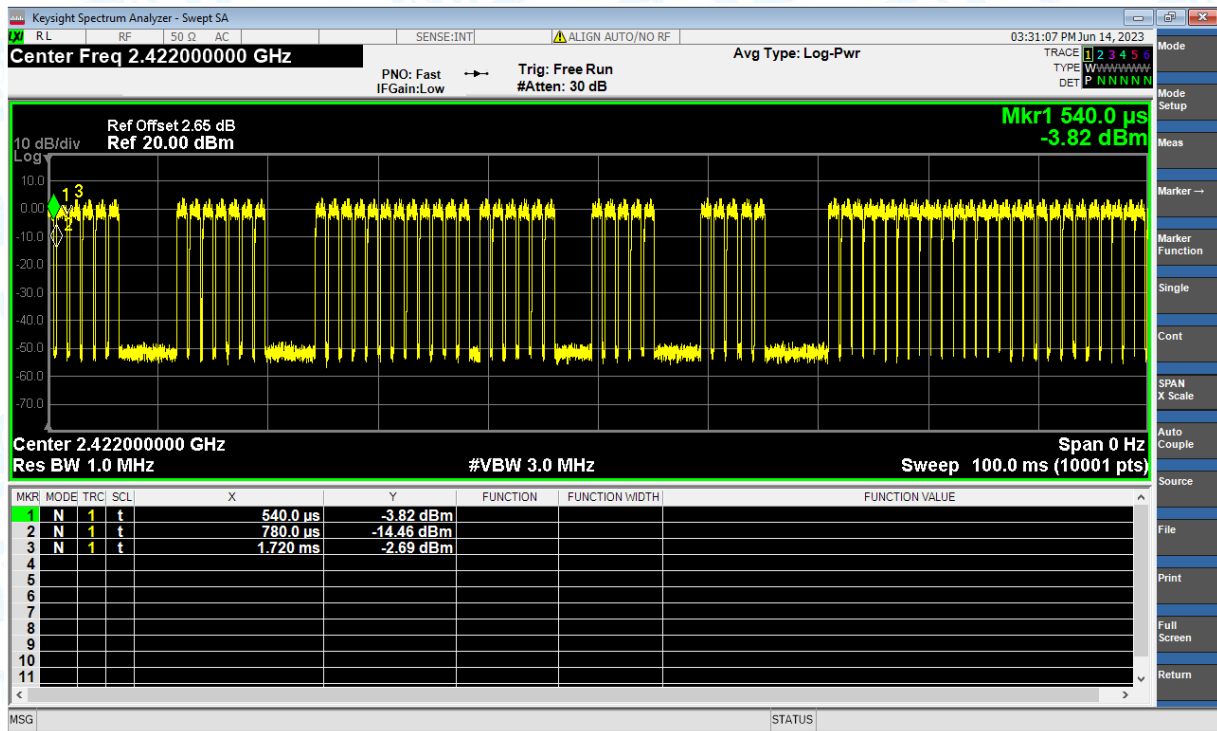 Keysight Spectrum Analyzer - Swept SA
LXI RL RF 50 Ω AC SENSE:INT ALIGN AUTO/NO RF 03:31:07 PM Jun 14, 2023
Center Freq 2.422000000 GHz
Avg Type: Log-Pwr
TRACE 1 2 3 4 5 6
TYPE WWWWWW
DET P N N N N N
PNO: Fast
IFGain:Low
Trig: Free Run
#Atten: 30 dB
Mkr1 540.0 µs
-3.82 dBm
Ref Offset 2.65 dB
10 dB/div Ref 20.00 dBm
Log
10.0
0.00
-10.0
-20.0
-30.0
-40.0
-50.0
-60.0
-70.0
1 3
2
Center 2.422000000 GHz Span 0 Hz
Res BW 1.0 MHz #VBW 3.0 MHz Sweep 100.0 ms (10001 pts)
MKR MODE TRC SCL X Y FUNCTION FUNCTION WIDTH FUNCTION VALUE
1 N 1 t 540.0 µs -3.82 dBm
2 N 1 t 780.0 µs -14.46 dBm
3 N 1 t 1.720 ms -2.69 dBm
4
5
6
7
8
9
10
11
MSG STATUS
Mode
Mode
Setup
Meas
Marker →
Marker
Function
Single
Cont
SPAN
X Scale
Auto
Couple
Source
File
Print
Full
Screen
Return